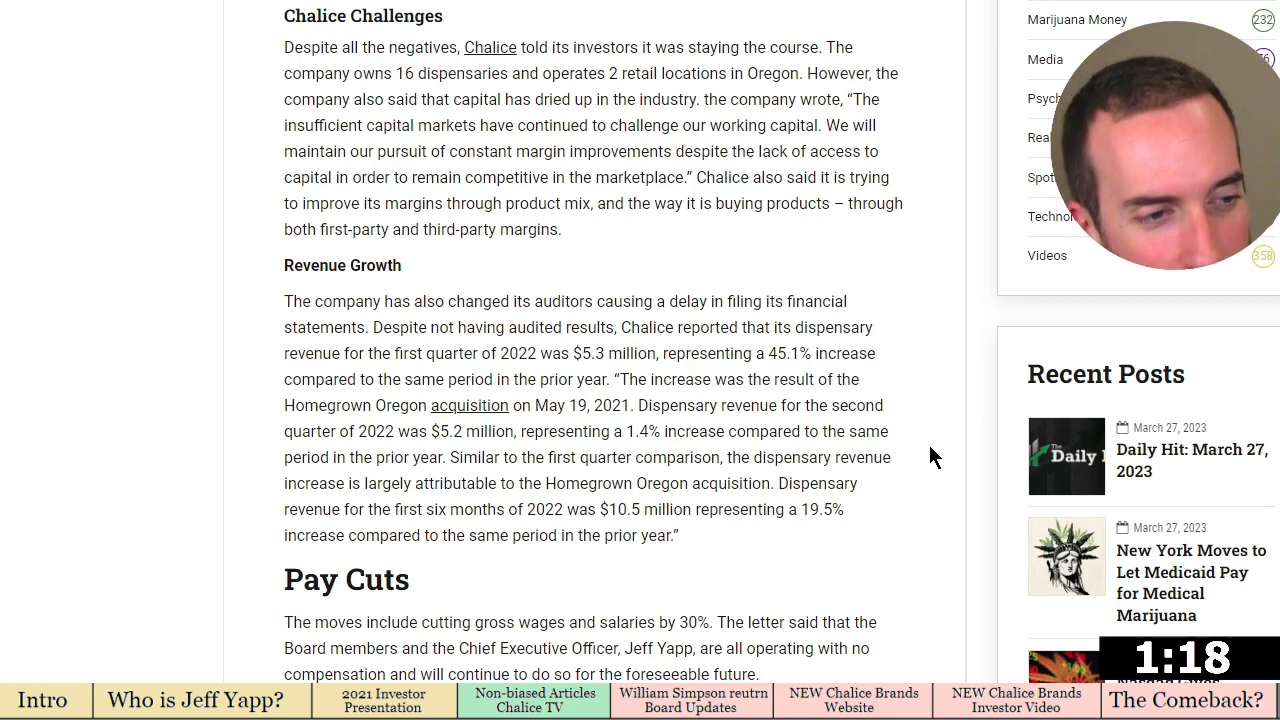 Chalice Challenges
Despite all the negatives, Chalice told its investors it was staying the course. The
company owns 16 dispensaries and operates 2 retail locations in Oregon. However, the
company also said that capital has dried up in the industry. the company wrote, “The
insufficient capital markets have continued to challenge our working capital. We will
maintain our pursuit of constant margin improvements despite the lack of access to
capital in order to remain competitive in the marketplace.” Chalice also said it is trying
to improve its margins through product mix, and the way it is buying products – through
both first-party and third-party margins.
Revenue Growth
The company has also changed its auditors causing a delay in filing its financial
statements. Despite not having audited results, Chalice reported that its dispensary
revenue for the first quarter of 2022 was $5.3 million, representing a 45.1% increase
compared to the same period in the prior year. “The increase was the result of the
Homegrown Oregon acquisition on May 19, 2021. Dispensary revenue for the second
quarter of 2022 was $5.2 million, representing a 1.4% increase compared to the same
period in the prior year. Similar to the first quarter comparison, the dispensary revenue
increase is largely attributable to the Homegrown Oregon acquisition. Dispensary
revenue for the first six months of 2022 was $10.5 million representing a 19.5%
increase compared to the same period in the prior year.”
Pay Cuts
The moves include cutting gross wages and salaries by 30%. The letter said that the
Board members and the Chief Executive Officer, Jeff Yapp, are all operating with no
compensation and will continue to do so for the foreseeable future.
Marijuana Money 232
Media
Videos 358
Recent Posts
March 27, 2023
Daily Hit: March 27,
2023
The
Daily
March 27, 2023
New York Moves to
Let Medicaid Pay
for Medical
Marijuana
1:18
Intro
Who is Jeff Yapp?
2021 Investor
Presentation
Non-biased Articles
Chalice TV
William Simpson reutrn
Board Updates
NEW Chalice Brands
Website
NEW Chalice Brands
Investor Video
The Comeback?